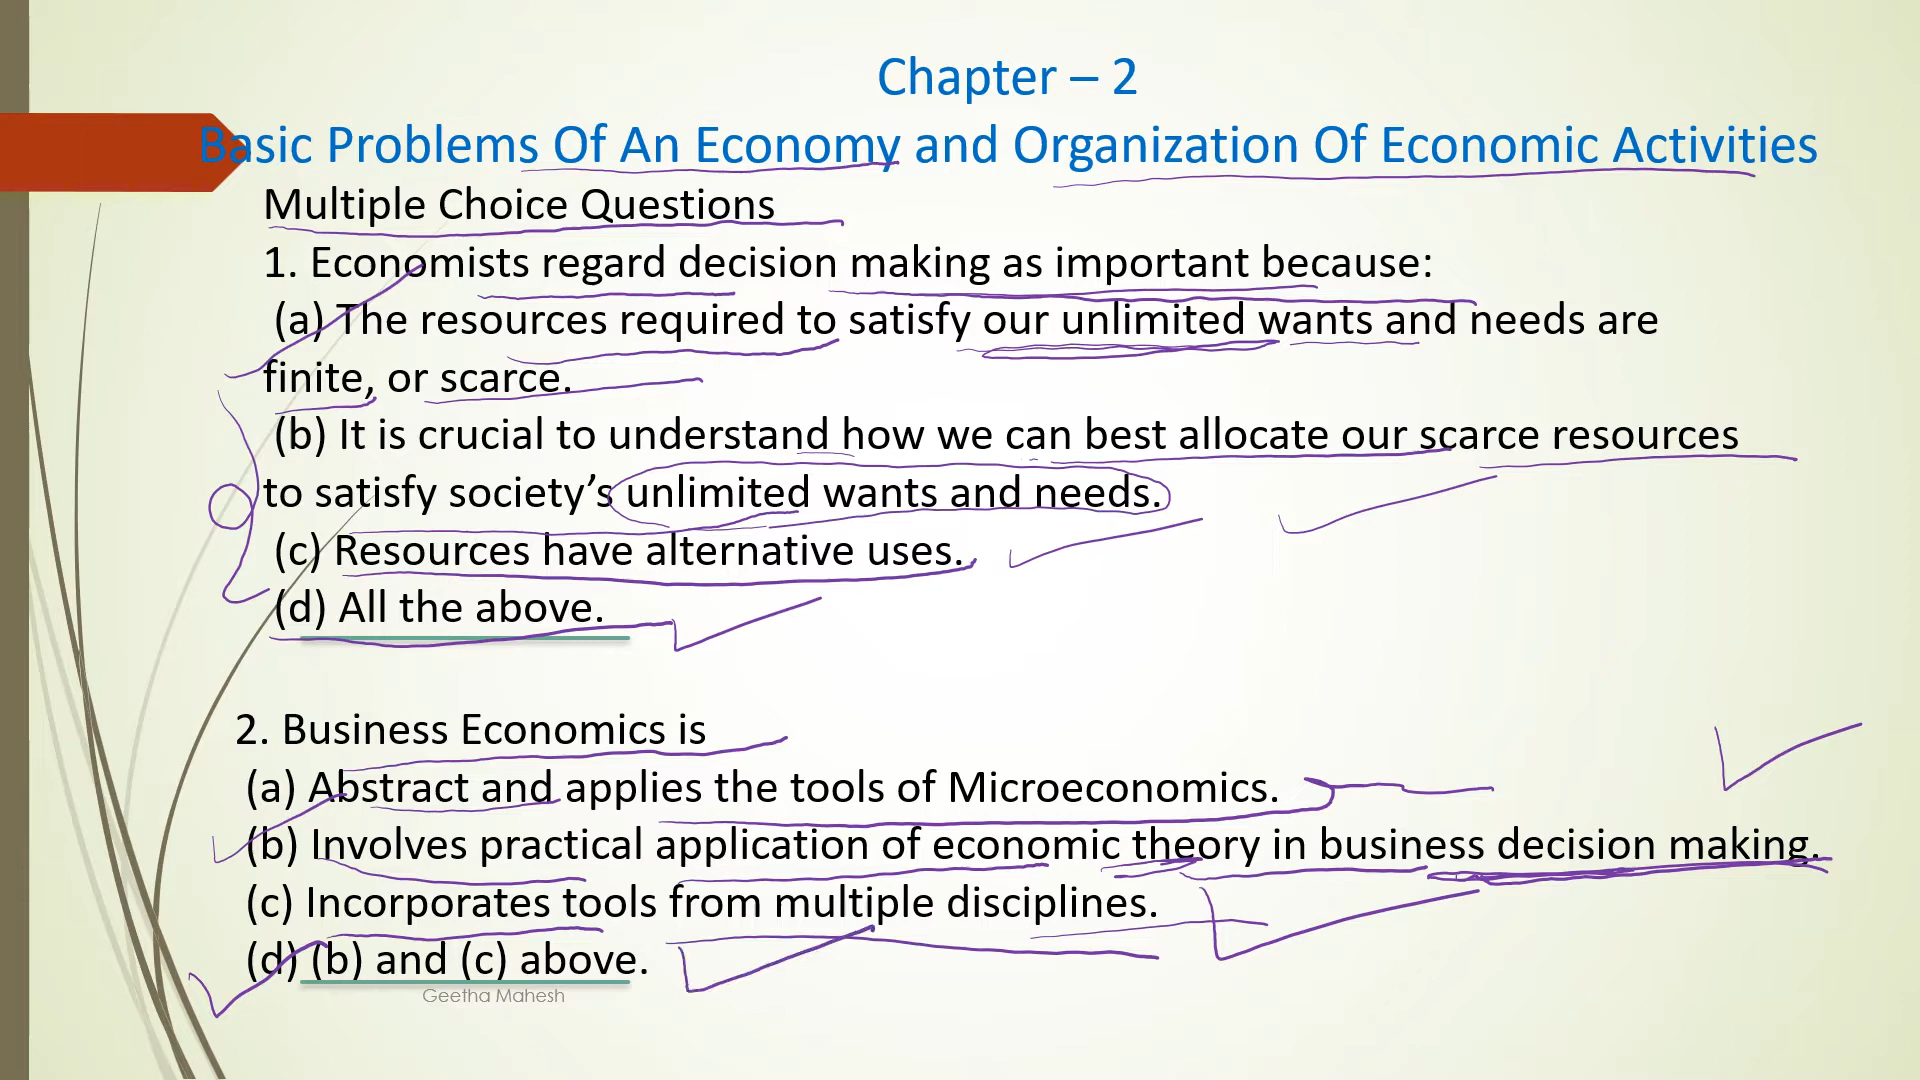 Chapter – 2
Basic Problems Of An Economy and Organization Of Economic Activities
Multiple Choice Questions
1. Economists regard decision making as important because:
(a) The resources required to satisfy our unlimited wants and needs are
finite, or scarce.
(b) It is crucial to understand how we can best allocate our scarce resources
to satisfy society’s unlimited wants and needs.
(c) Resources have alternative uses.
(d) All the above.
2. Business Economics is
(a) Abstract and applies the tools of Microeconomics.
(b) Involves practical application of economic theory in business decision making.
(c) Incorporates tools from multiple disciplines.
(d) (b) and (c) above.
Geetha Mahesh